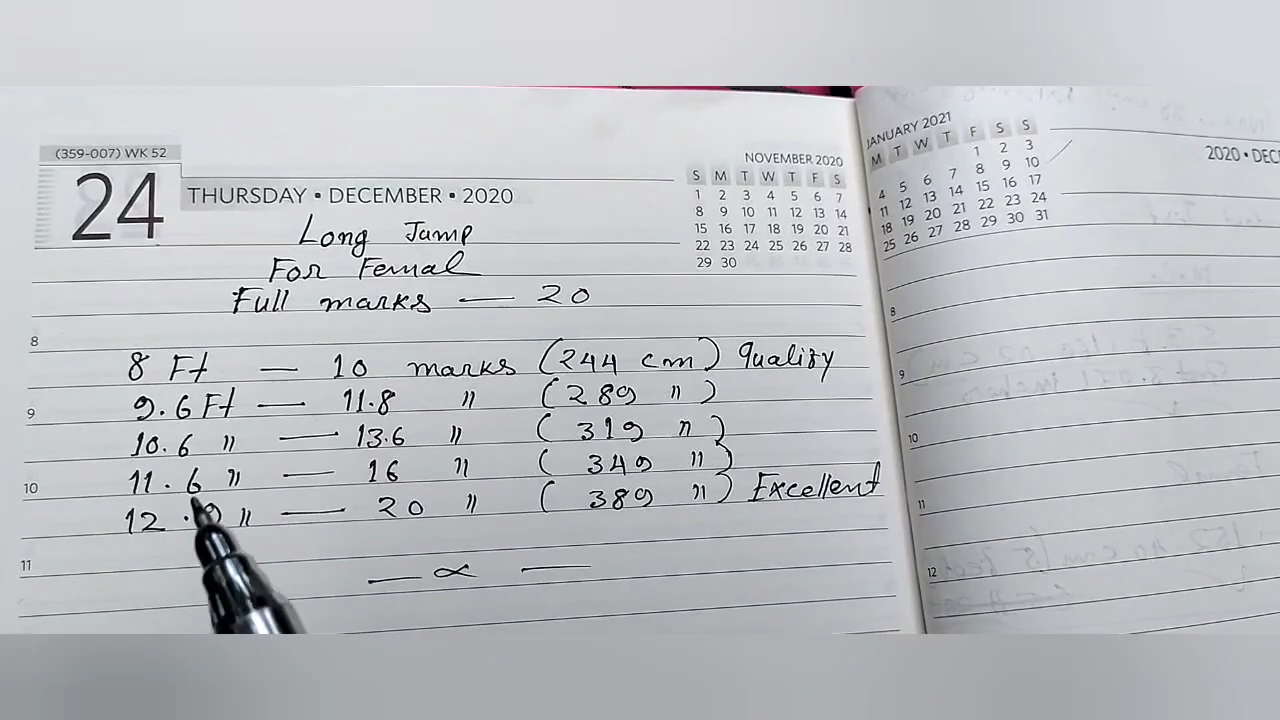 (359-007) WK 52
24
THURSDAY • DECEMBER • 2020
NOVEMBER 2020
S M T W T F S
1 2 3 4 5 6 7
8 9 10 11 12 13 14
15 16 17 18 19 20 21
22 23 24 25 26 27 28
29 30
Long Jump
For Femal
Full marks — 20
8
8 Ft — 10 marks (244 cm) Qualify
9
9.6 Ft — 11.8 " (289 ")
10.6 " — 13.6 " (319 ")
10
11.6 " — 16 " (349 ")
12. " — 20 " (389 ") Excellent
11
JANUARY 2021
M T W T F S S
1 2 3
4 5 6 7 8 9 10
11 12 13 14 15 16 17
18 19 20 21 22 23 24
25 26 27 28 29 30 31
2020 • DEC
8
9
10
11
12